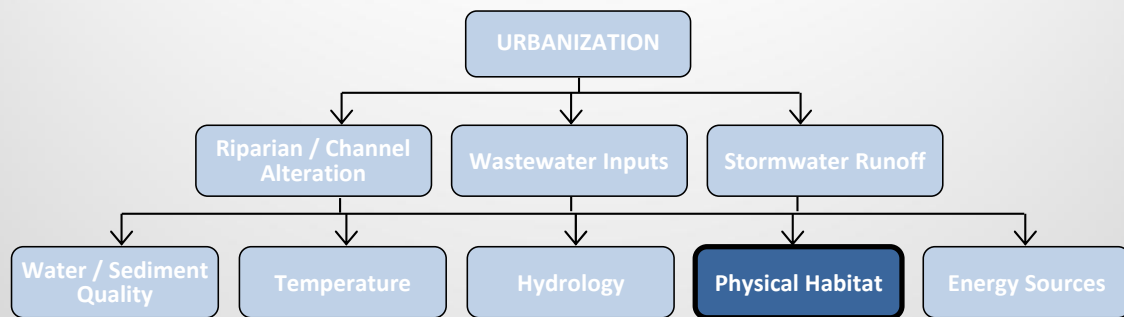 URBANIZATION
Riparian / Channel
Alteration
Wastewater Inputs
Stormwater Runoff
Water / Sediment
Quality
Temperature
Hydrology
Physical Habitat
Energy Sources